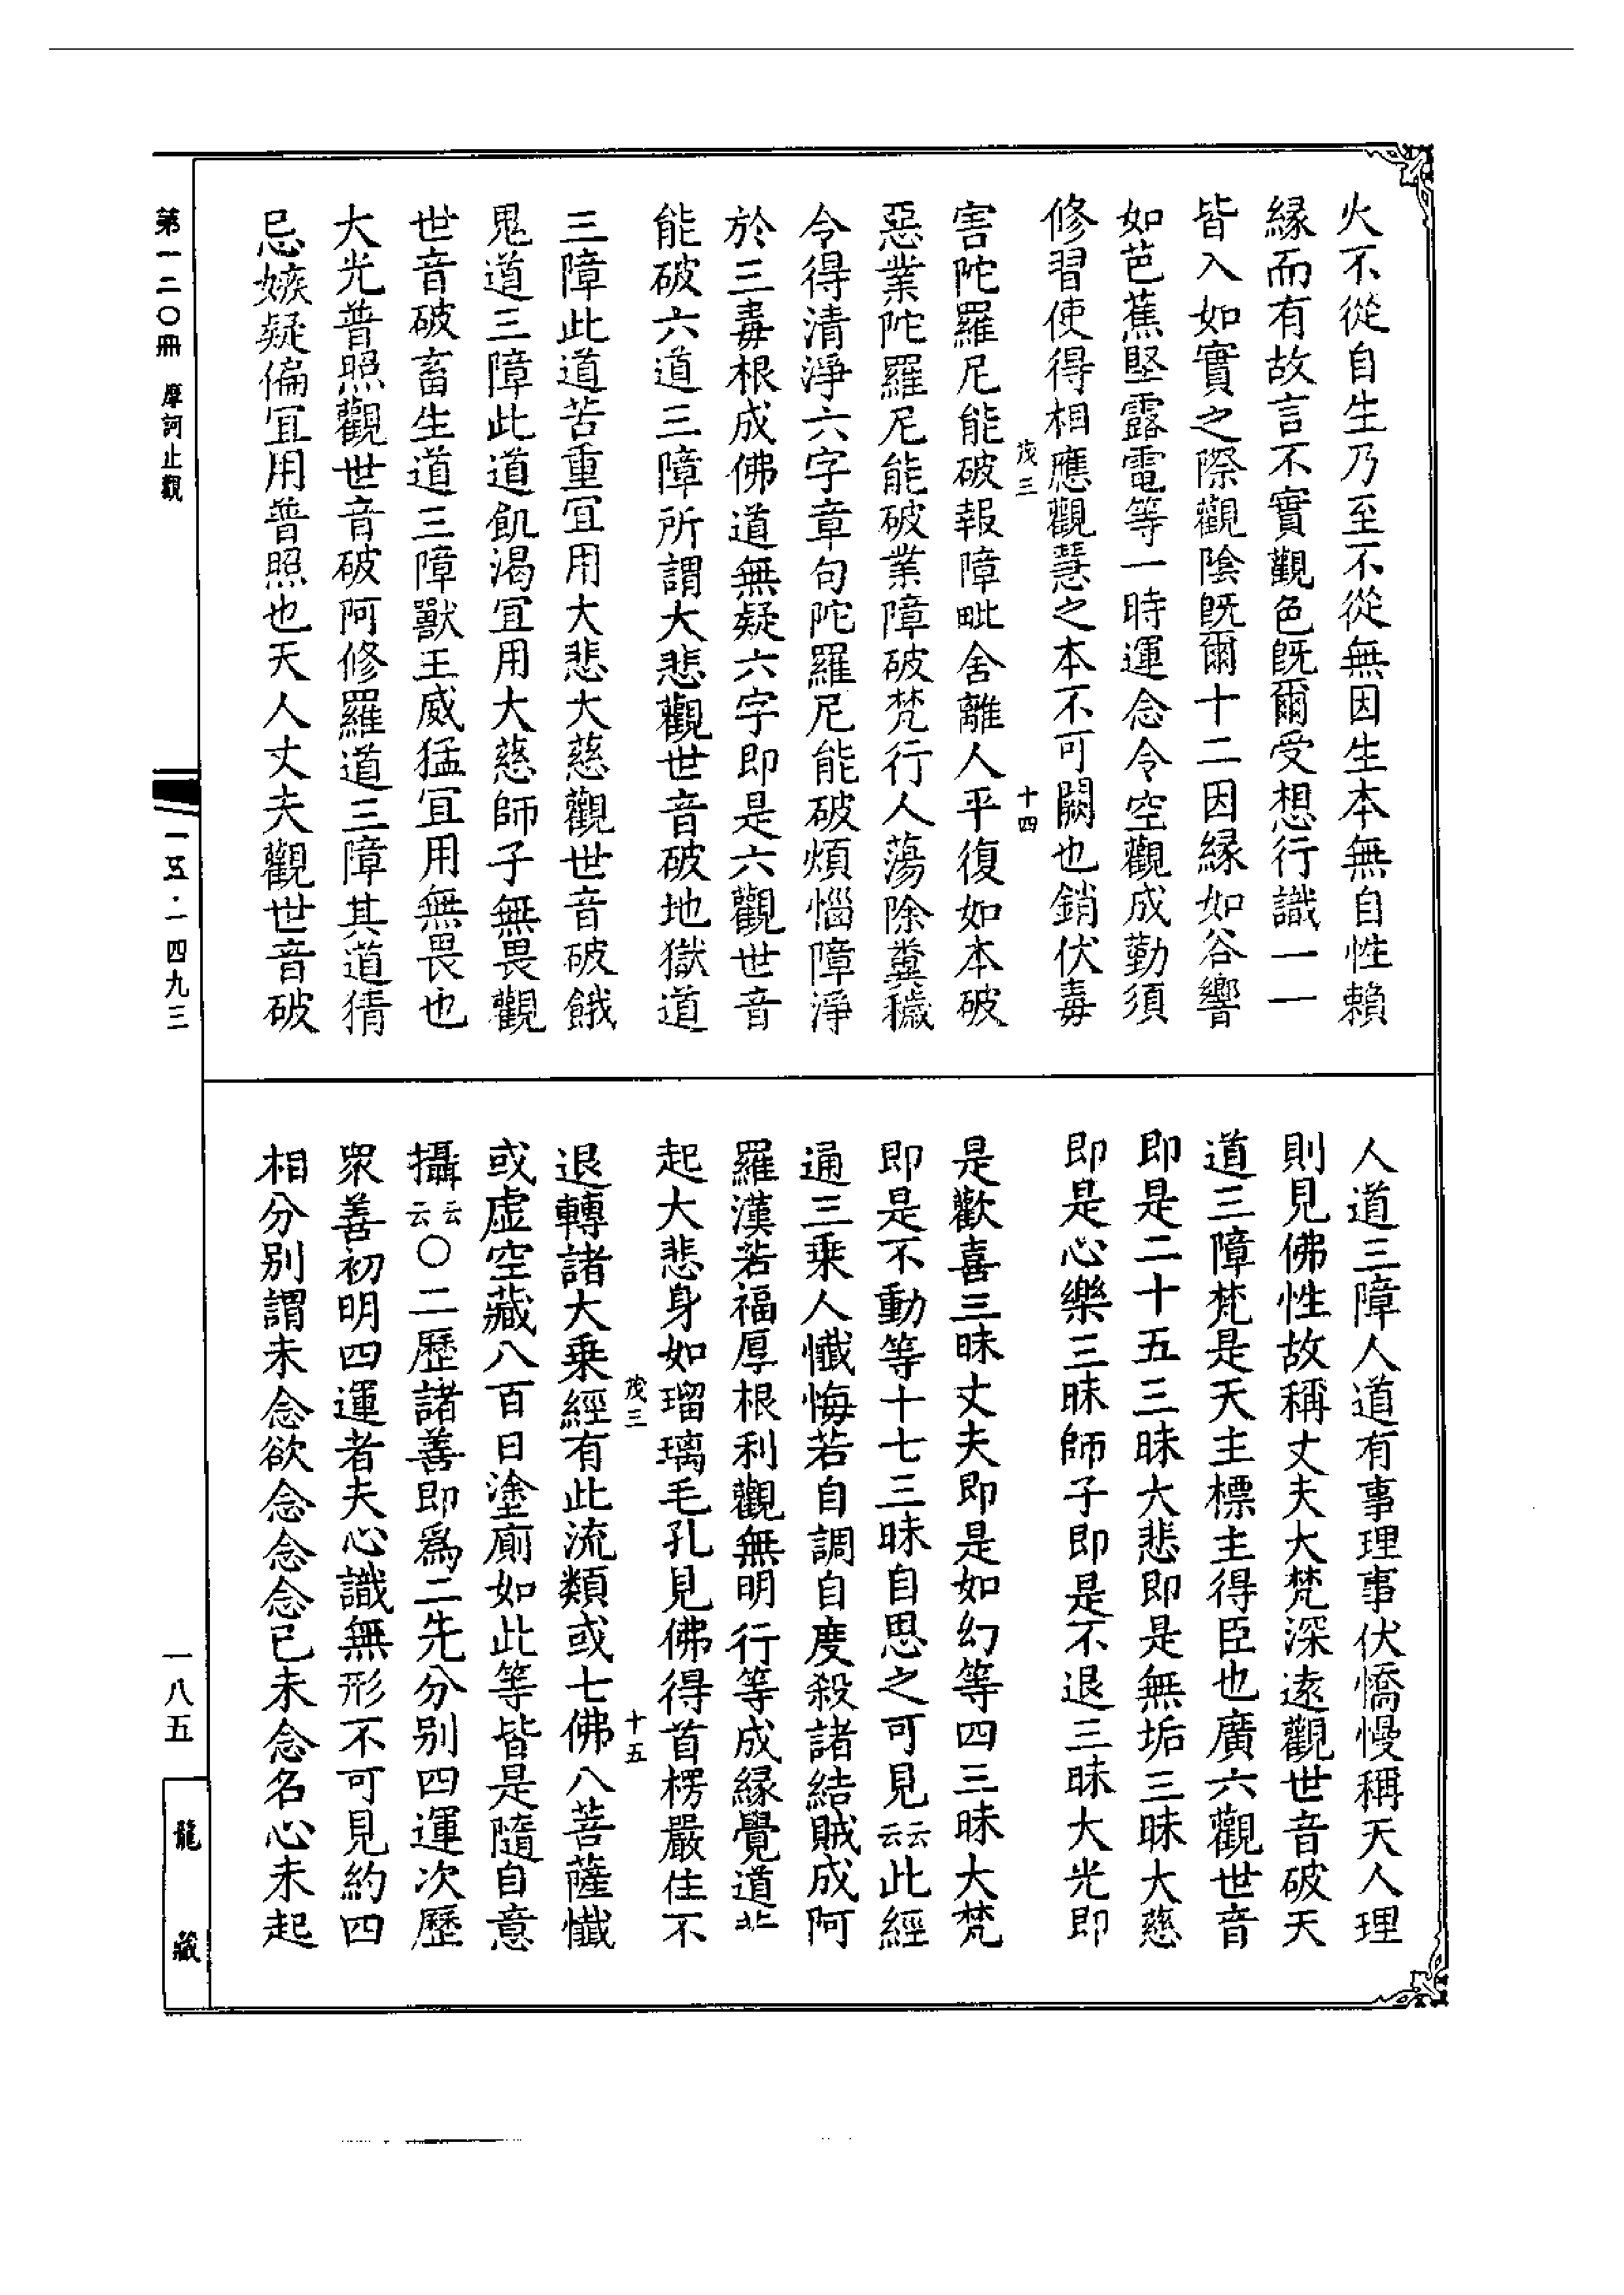 火不從自生乃至不從無因生本無自性賴
緣而有故言不實觀色旣爾受想行識一一
皆入如實之際觀陰旣爾十二因緣如谷響
如芭蕉堅露電等一時運念令空觀成勤須
修習使得相應觀慧之本不可闕也銷伏毒
茂三
十四
害陀羅尼能破報障毗舍離人平復如本破
惡業陀羅尼能破業障破梵行人蕩除糞穢
令得清淨六字章句陀羅尼能破煩惱障淨
於三毒根成佛道無疑六字即是六觀世音
能破六道三障所謂大悲觀世音破地獄道
三障此道苦重宜用大悲大慈觀世音破餓
鬼道三障此道飢渴宜用大慈師子無畏觀
世音破畜生道三障獸王威猛宜用無畏也
大光普照觀世音破阿修羅道三障其道猜
忌嫉疑偏宜用普照也天人丈夫觀世音破
人道三障人道有事理事伏憍慢稱天人理
則見佛性故稱丈夫大梵深遠觀世音破天
道三障梵是天主標主得臣也廣六觀世音
即是二十五三昧大悲即是無垢三昧大慈
即是心樂三昧師子即是不退三昧大光即
是歡喜三昧丈夫即是如幻等四三昧大梵
即是不動等十七三昧自思之可見云云此經
通三乘人懺悔若自調自度殺諸結賊成阿
羅漢若福厚根利觀無明行等成緣覺道若
起大悲身如瑠璃毛孔見佛得首楞嚴住不
茂三
十五
退轉諸大乘經有此流類或七佛八菩薩懺
或虛空藏八百日塗廁如此等皆是隨自意
攝云云○二歷諸善即爲二先分別四運次歷
衆善初明四運者夫心識無形不可見約四
相分別謂未念欲念念念已未念名心未起
第一二〇冊 摩訶止觀
一五·一四九三
一八五
龍藏